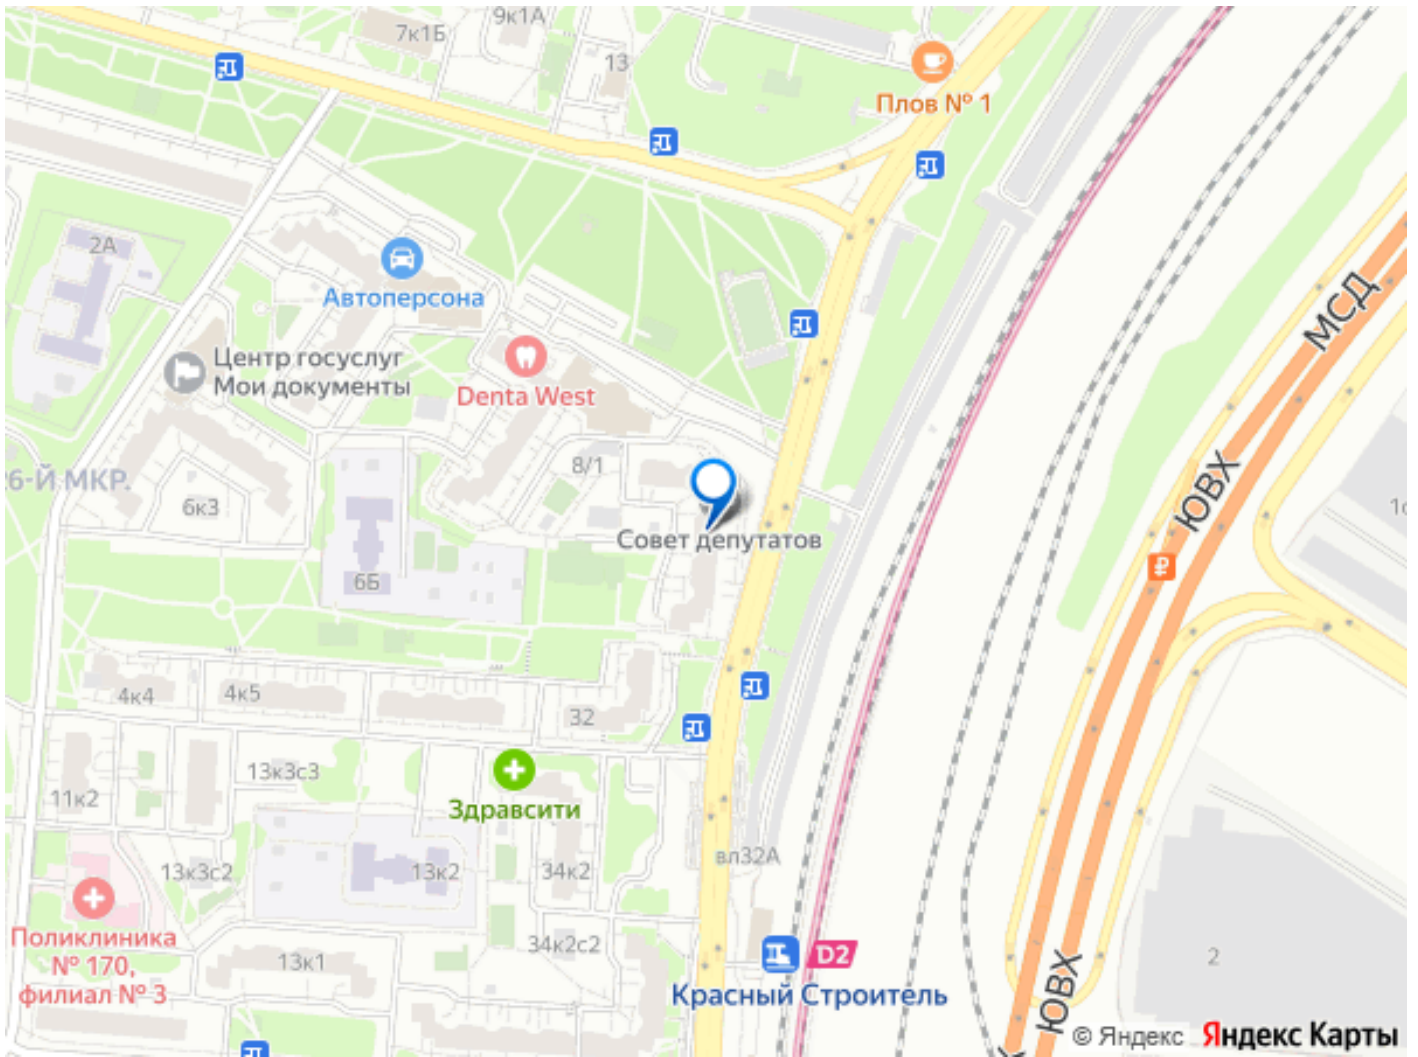 9к1А
7к1Б
13
Плов № 1
2А
Автоперсона
МСД
Центр госуслуг
Мои документы
Denta West
8/1
6-Й МКР.
6к3
ЮВХ
Совет депутатов
6Б
4к4
4к5
32
13к3с3
11к2
Здравсити
вл32А
13к3с2
13к2
34к2
Поликлиника
№ 170,
филиал № 3
34к2с2
13к1
D2
Красный Строитель
2
ЮВХ
© Яндекс Яндекс Карты